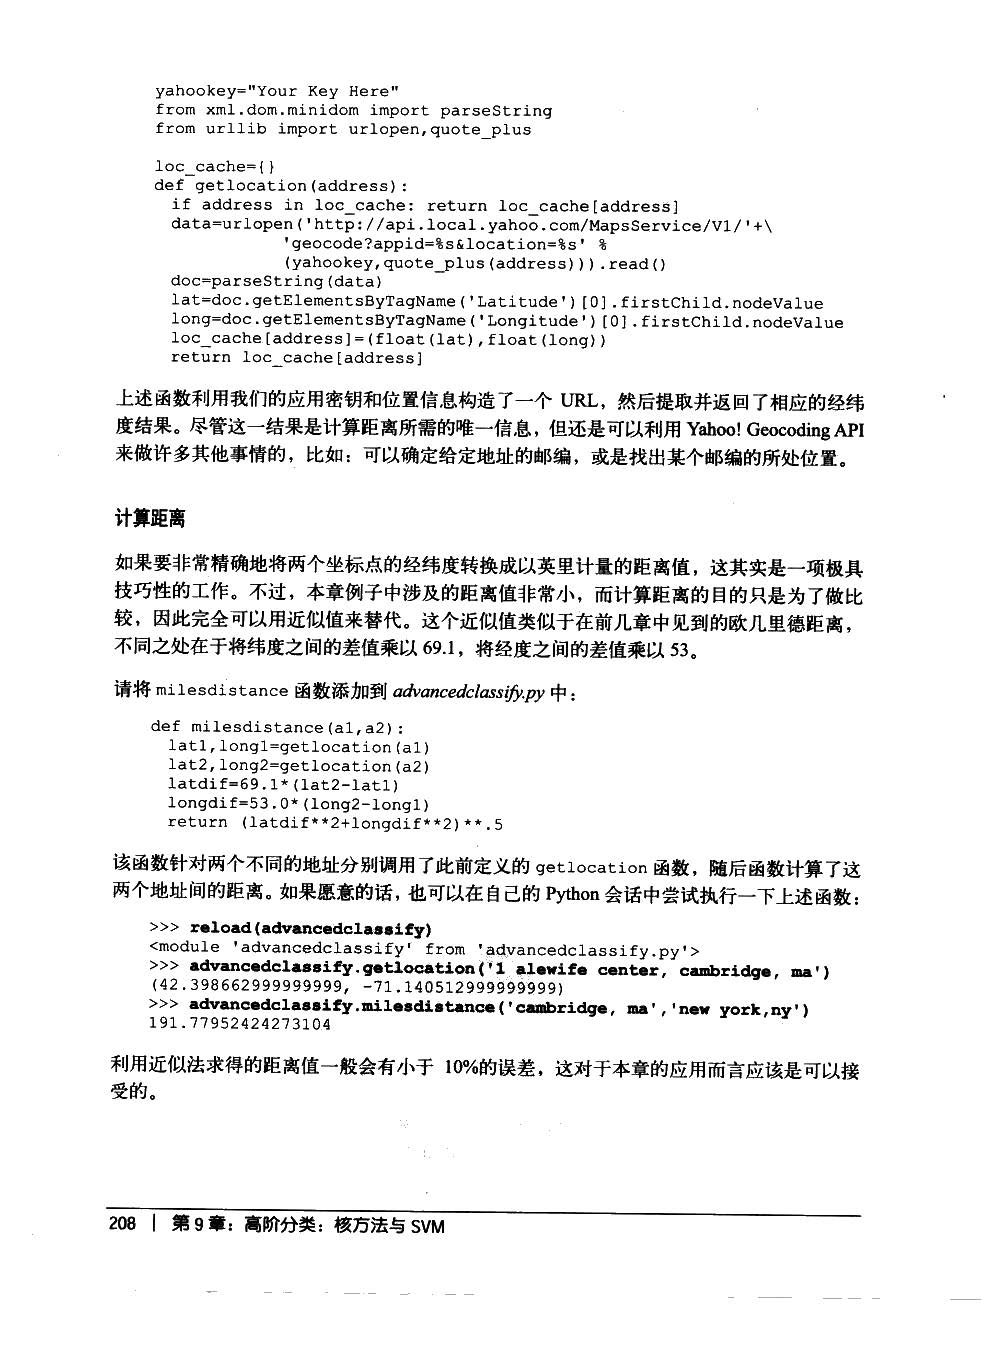 yahookey="Your Key Here"
from xml.dom.minidom import parseString
from urllib import urlopen,quote_plus
loc_cache={}
def getlocation(address):
  if address in loc_cache: return loc_cache[address]
  data=urlopen('http://api.local.yahoo.com/MapsService/V1/'+\
               'geocode?appid=%s&location=%s' %
               (yahookey,quote_plus(address))).read()
  doc=parseString(data)
  lat=doc.getElementsByTagName('Latitude')[0].firstChild.nodeValue
  long=doc.getElementsByTagName('Longitude')[0].firstChild.nodeValue
  loc_cache[address]=(float(lat),float(long))
  return loc_cache[address]
上述函数利用我们的应用密钥和位置信息构造了一个 URL，然后提取并返回了相应的经纬
度结果。尽管这一结果是计算距离所需的唯一信息，但还是可以利用 Yahoo! Geocoding API
来做许多其他事情的，比如：可以确定给定地址的邮编，或是找出某个邮编的所处位置。
计算距离
如果要非常精确地将两个坐标点的经纬度转换成以英里计量的距离值，这其实是一项极具
技巧性的工作。不过，本章例子中涉及的距离值非常小，而计算距离的目的只是为了做比
较，因此完全可以用近似值来替代。这个近似值类似于在前几章中见到的欧几里德距离，
不同之处在于将纬度之间的差值乘以 69.1，将经度之间的差值乘以 53。
请将 milesdistance 函数添加到 advancedclassify.py 中：
def milesdistance(a1,a2):
  lat1,long1=getlocation(a1)
  lat2,long2=getlocation(a2)
  latdif=69.1*(lat2-lat1)
  longdif=53.0*(long2-long1)
  return (latdif**2+longdif**2)**.5
该函数针对两个不同的地址分别调用了此前定义的 getlocation 函数，随后函数计算了这
两个地址间的距离。如果愿意的话，也可以在自己的 Python 会话中尝试执行一下上述函数：
>>> reload(advancedclassify)
<module 'advancedclassify' from 'advancedclassify.py'>
>>> advancedclassify.getlocation('1 alewife center, cambridge, ma')
(42.398662999999999, -71.140512999999999)
>>> advancedclassify.milesdistance('cambridge, ma','new york,ny')
191.77952424273104
利用近似法求得的距离值一般会有小于 10%的误差，这对于本章的应用而言应该是可以接
受的。
208 | 第 9 章：高阶分类：核方法与 SVM